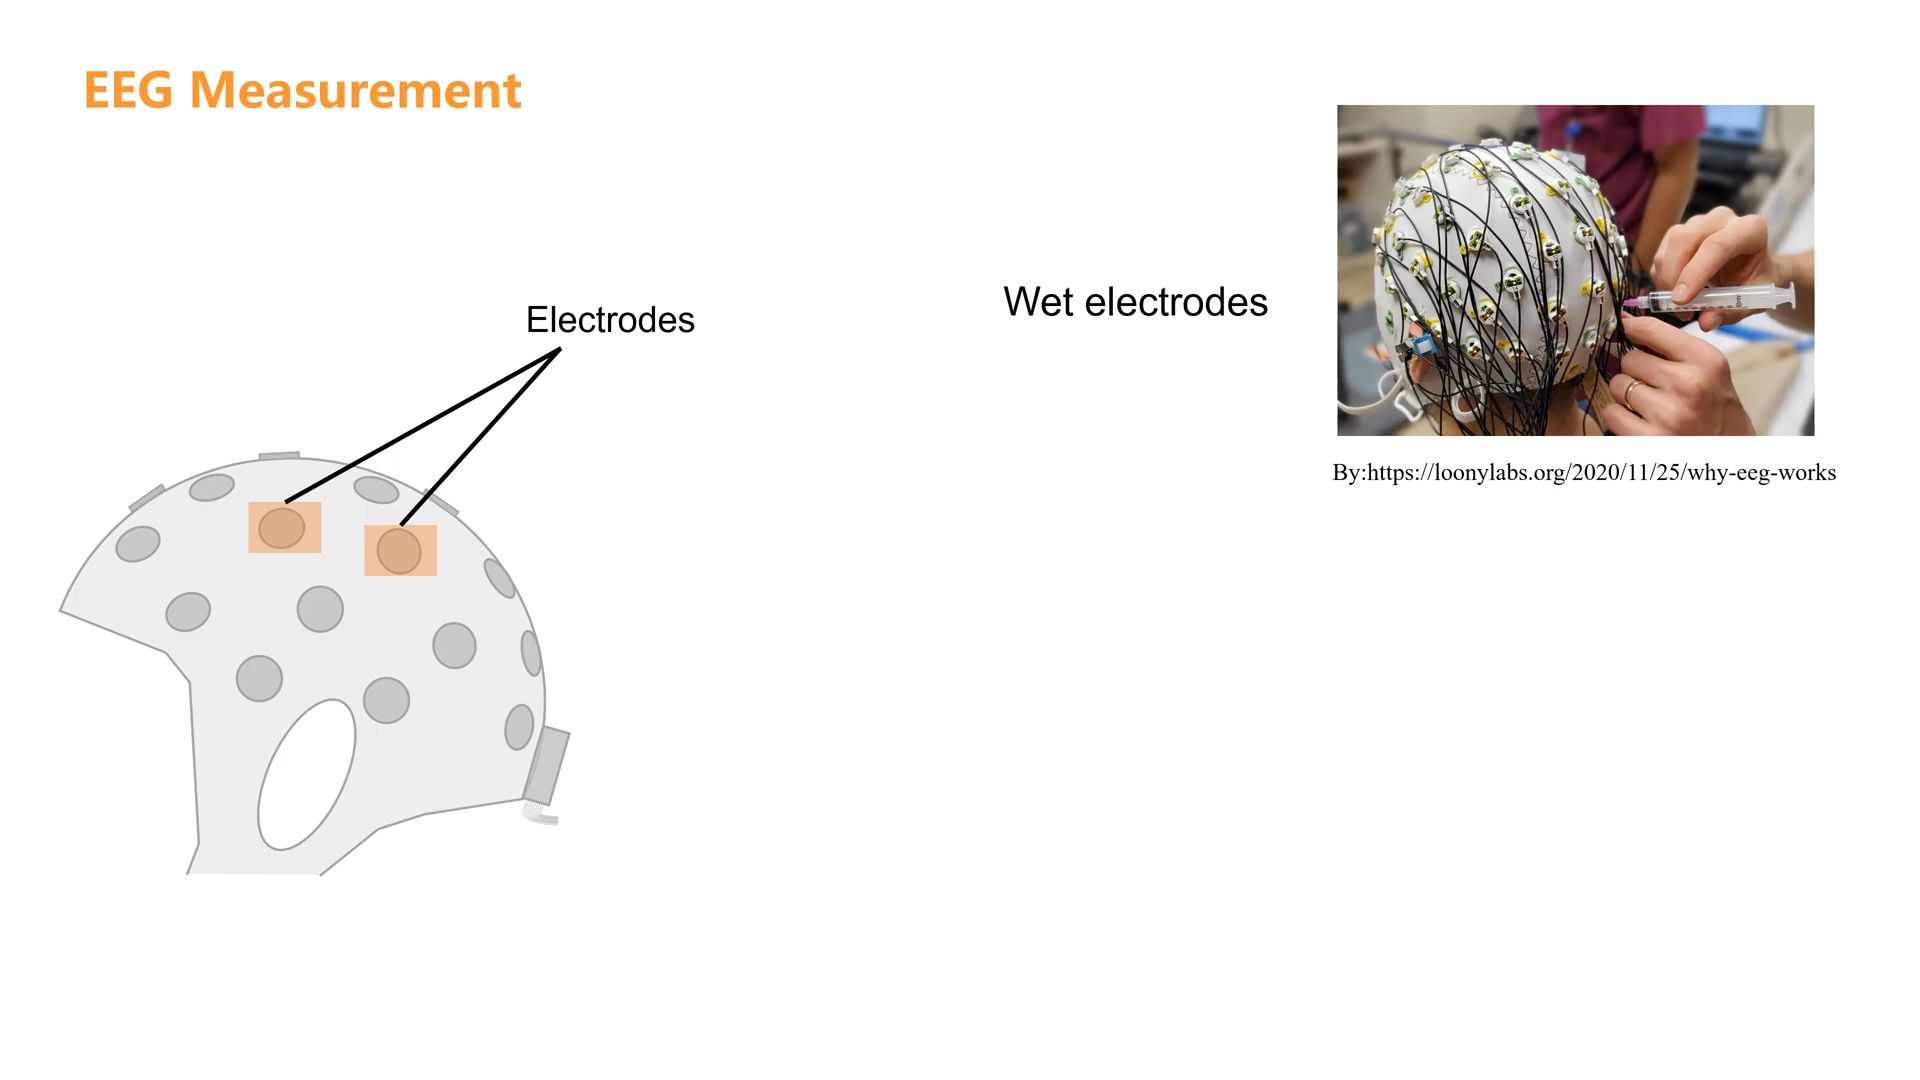 EEG Measurement
Electrodes
Wet electrodes
By:https://loonylabs.org/2020/11/25/why-eeg-works